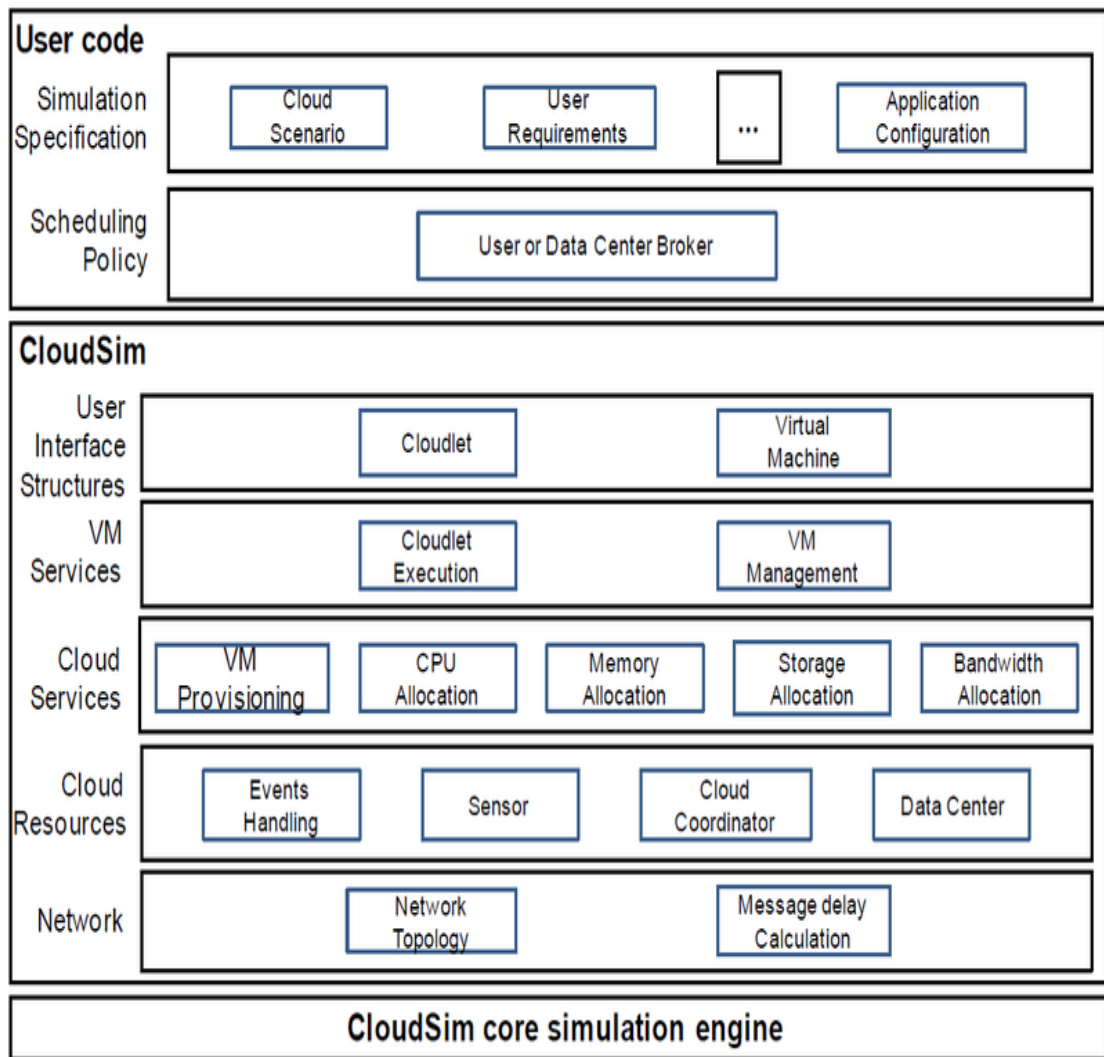 User code
Simulation
Specification
Cloud
Scenario
User
Requirements
...
Application
Configuration
Scheduling
Policy
User or Data Center Broker
CloudSim
User
Interface
Structures
Cloudlet
Virtual
Machine
VM
Services
Cloudlet
Execution
VM
Management
Cloud
Services
VM
Provisioning
CPU
Allocation
Memory
Allocation
Storage
Allocation
Bandwidth
Allocation
Cloud
Resources
Events
Handling
Sensor
Cloud
Coordinator
Data Center
Network
Network
Topology
Message delay
Calculation
CloudSim core simulation engine